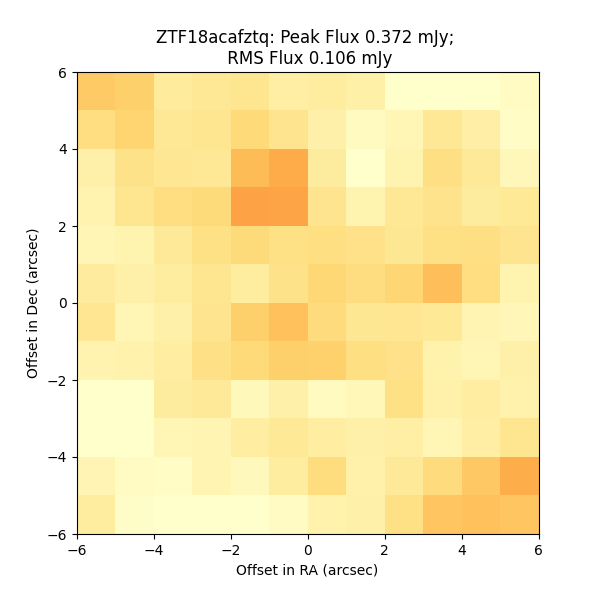 ZTF18acafztq: Peak Flux 0.372 mJy;
RMS Flux 0.106 mJy
6
4
2
0
−2
−4
−6
Offset in Dec (arcsec)
−6 −4 −2 0 2 4 6
Offset in RA (arcsec)